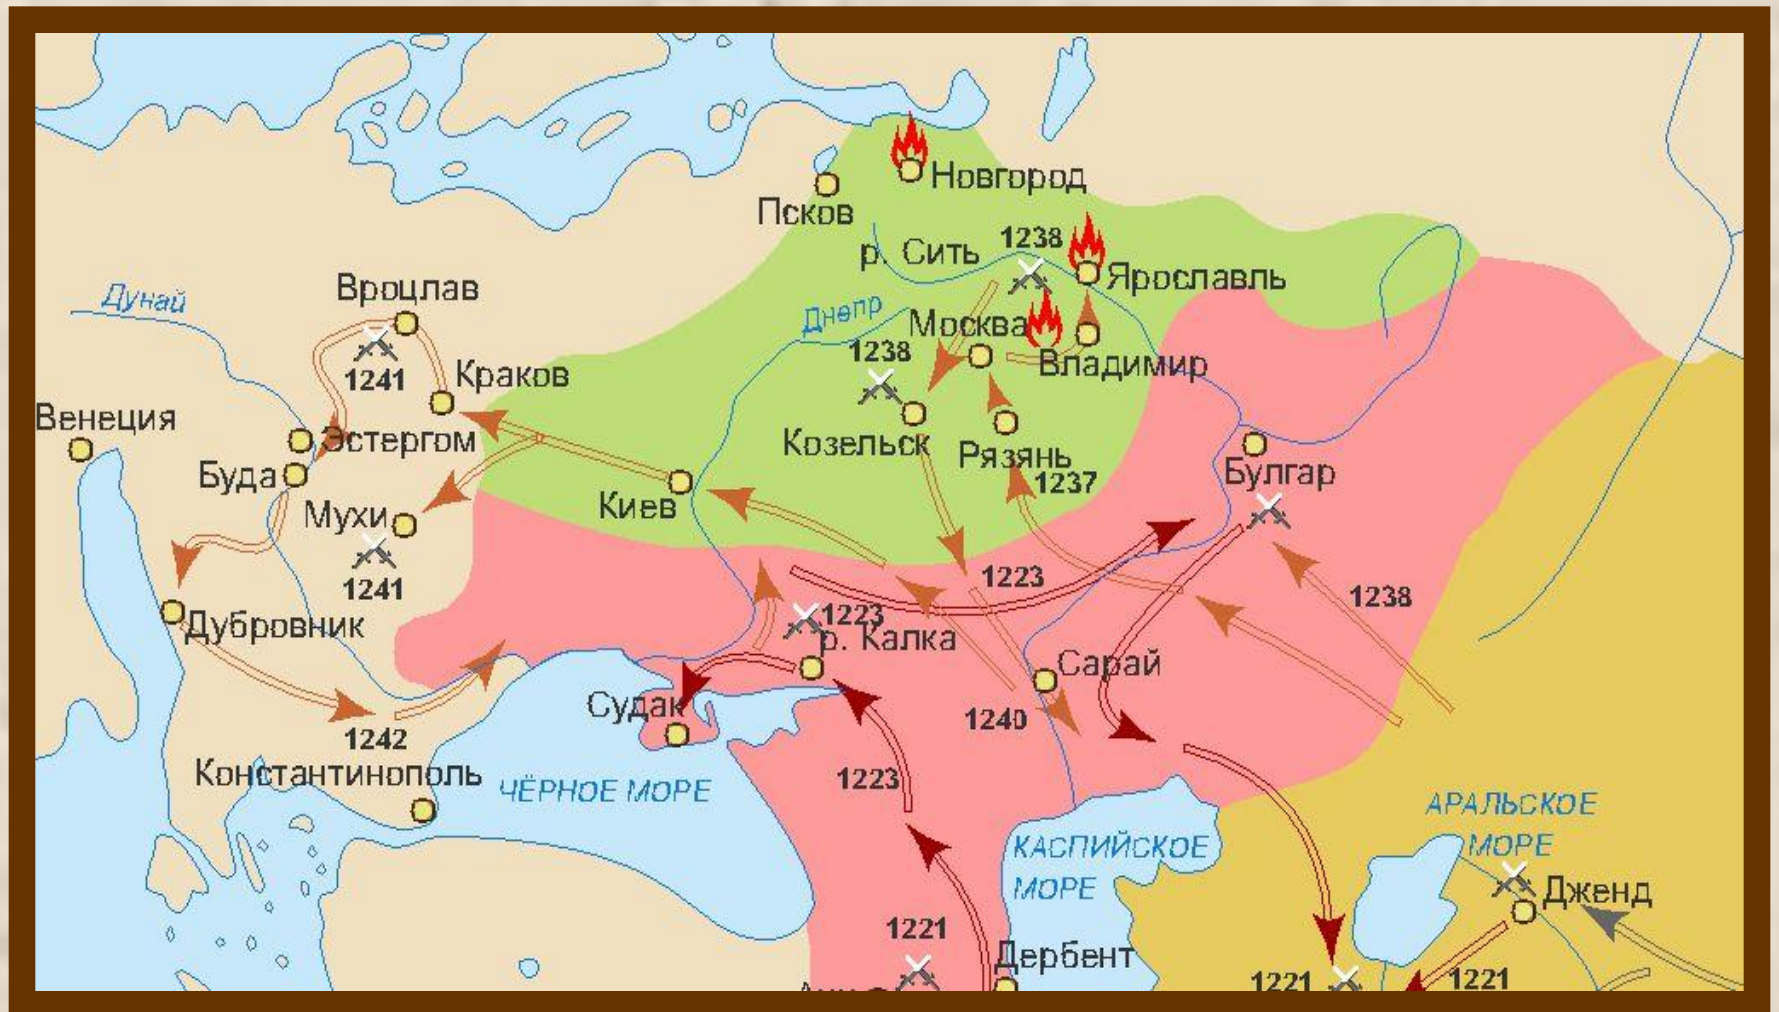 Новгород
Псков
р. Сить
1238
Ярославль
Вроцлав
Дунай
Днепр
Москва
1238
Владимир
1241
Краков
Венеция
Эстергом
Козельск
Рязянь
Буда
Булгар
1237
Киев
Мухи
1241
1223
1238
1223
р. Калка
Дубровник
Сарай
Судак
1240
1242
Константинополь
ЧЁРНОЕ МОРЕ
1223
АРАЛЬСКОЕ
МОРЕ
КАСПИЙСКОЕ
МОРЕ
Дженд
1221
Дербент
1221
1221